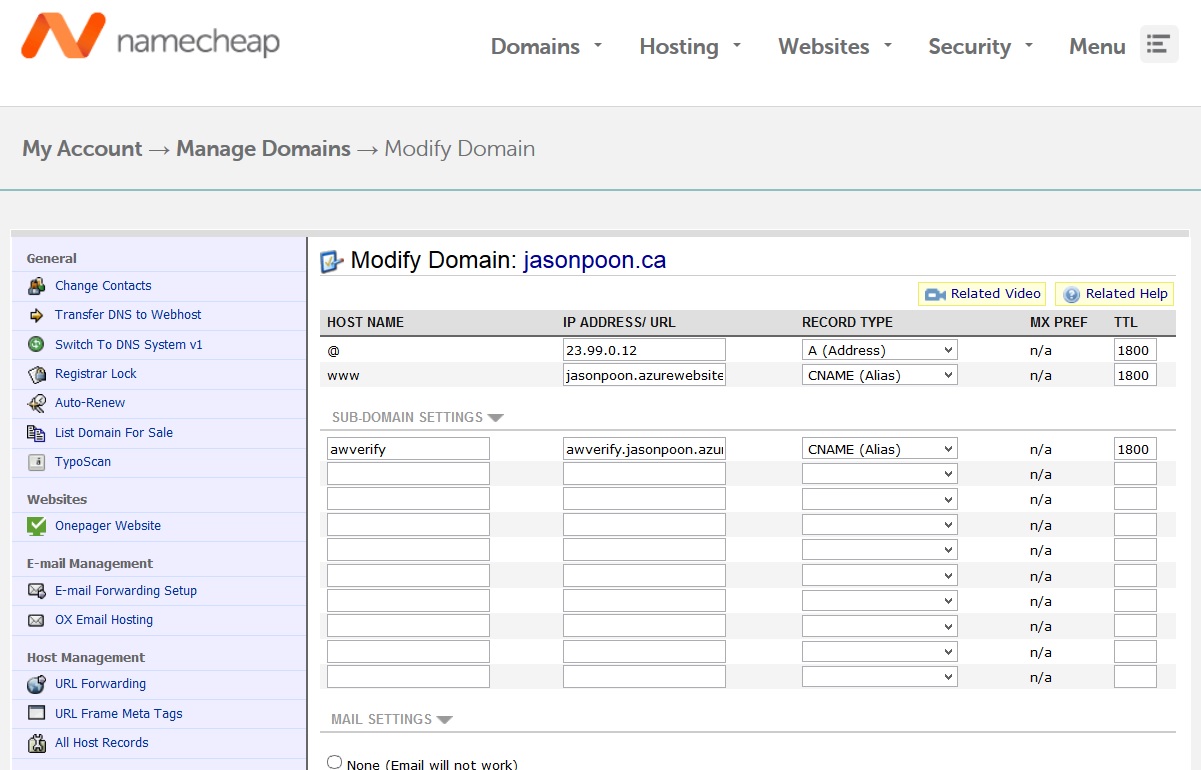 namecheap
Domains Hosting Websites Security Menu
My Account → Manage Domains → Modify Domain
General
Change Contacts
Transfer DNS to Webhost
Switch To DNS System v1
Registrar Lock
Auto-Renew
List Domain For Sale
TypoScan
Websites
Onepager Website
E-mail Management
E-mail Forwarding Setup
OX Email Hosting
Host Management
URL Forwarding
URL Frame Meta Tags
All Host Records
Modify Domain: jasonpoon.ca
Related Video Related Help
HOST NAME IP ADDRESS/ URL RECORD TYPE MX PREF TTL
@ 23.99.0.12 A (Address) n/a 1800
www jasonpoon.azurewebsite CNAME (Alias) n/a 1800
SUB-DOMAIN SETTINGS
awverify awverify.jasonpoon.azu CNAME (Alias) n/a 1800
n/a
n/a
n/a
n/a
n/a
n/a
n/a
n/a
n/a
MAIL SETTINGS
None (Email will not work)